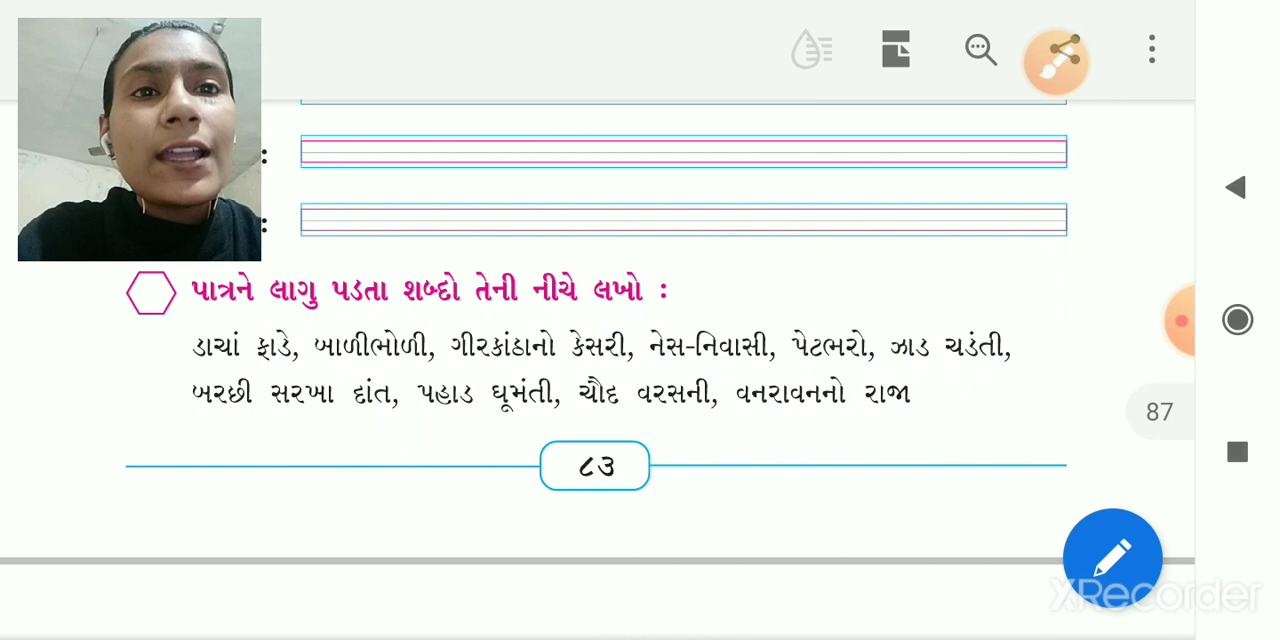 :
:
પાત્રને લાગુ પડતા શબ્દો તેની નીચે લખો :
ડાચાં ફાડે, બાળીભોળી, ગીરકાંઠાનો કેસરી, નેસ-નિવાસી, પેટભરો, ઝાડ ચડંતી,
બરછી સરખા દાંત, પહાડ ઘૂમંતી, ચૌદ વરસની, વનરાવનનો રાજા
87
૮૩
XRecorder